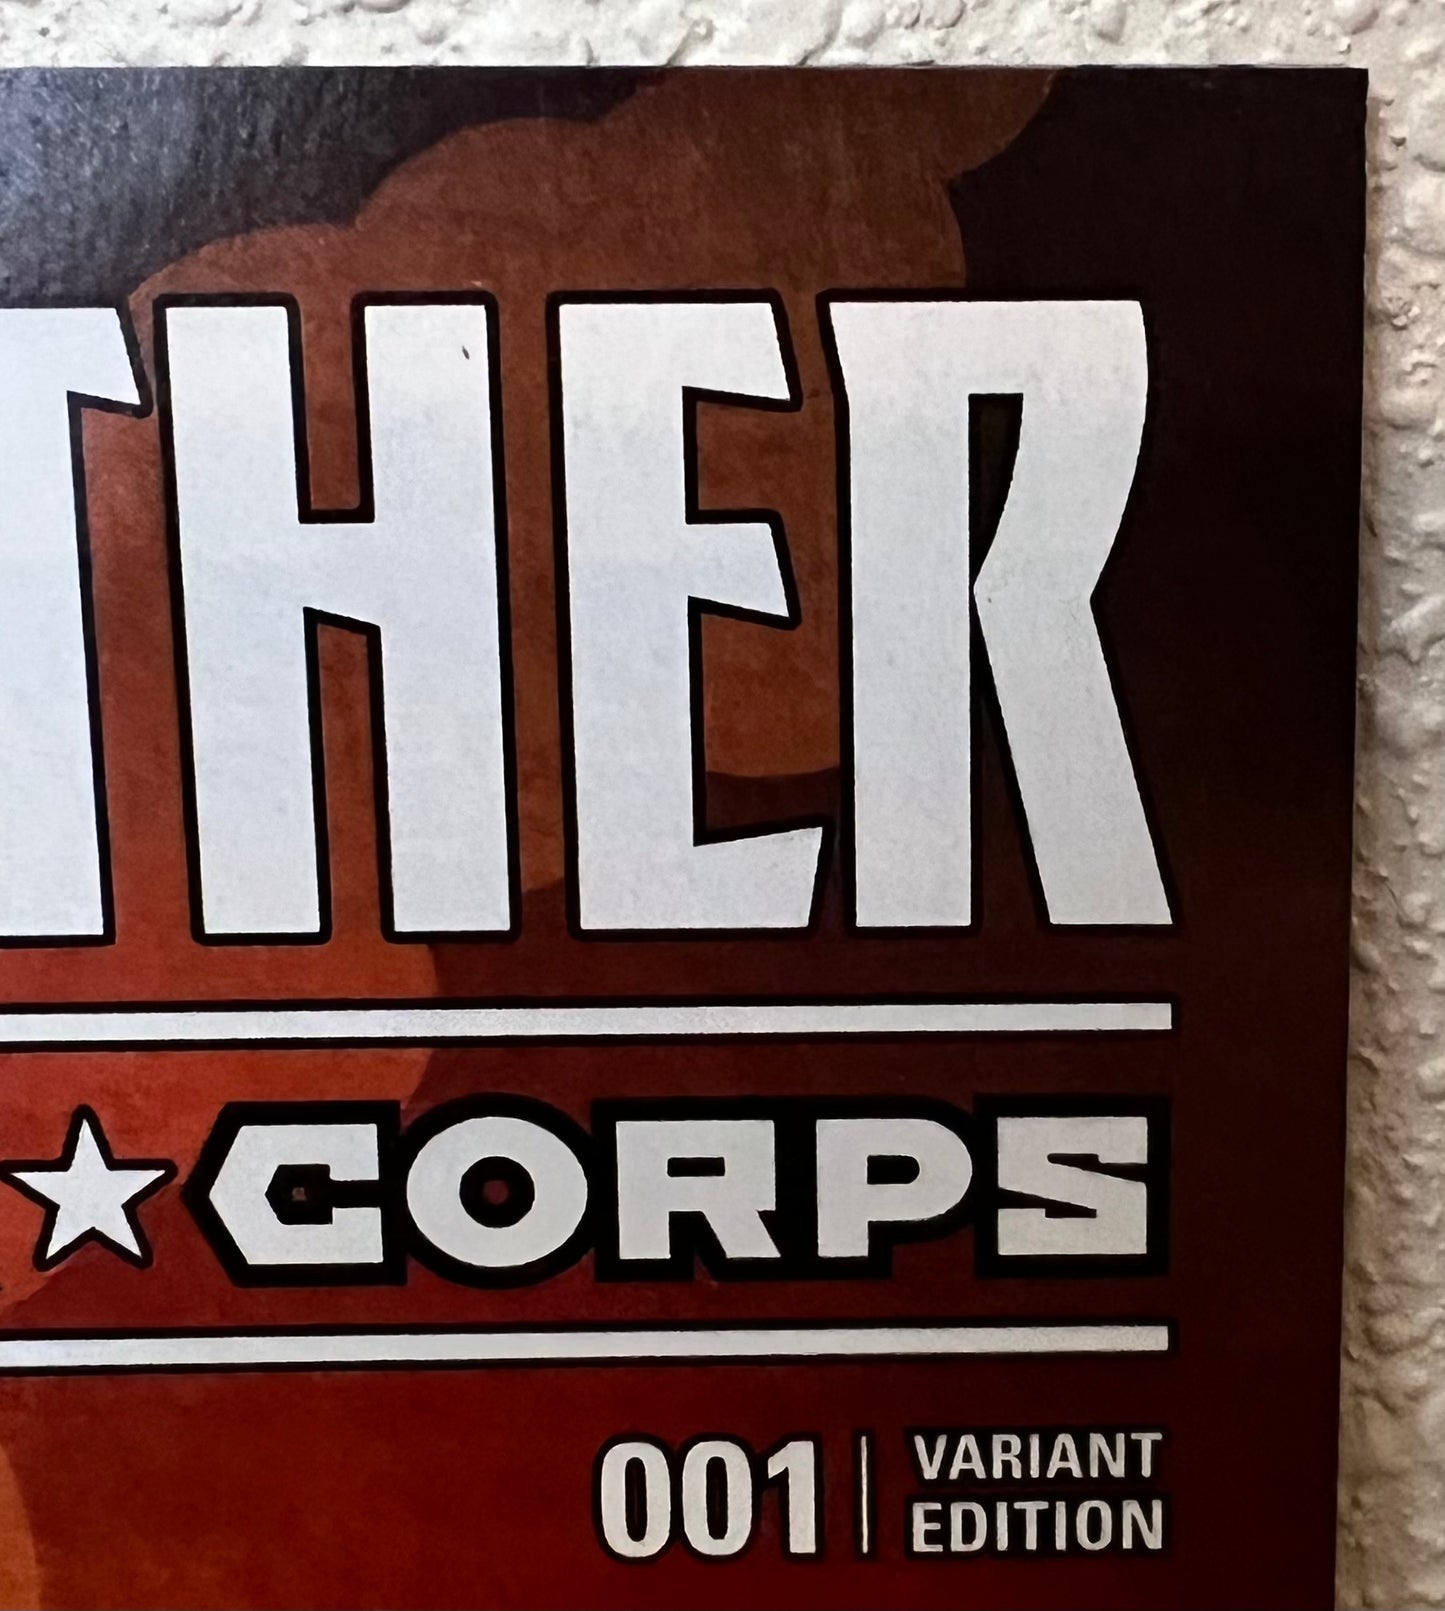 THER
★CORPS
001 | VARIANT
EDITION